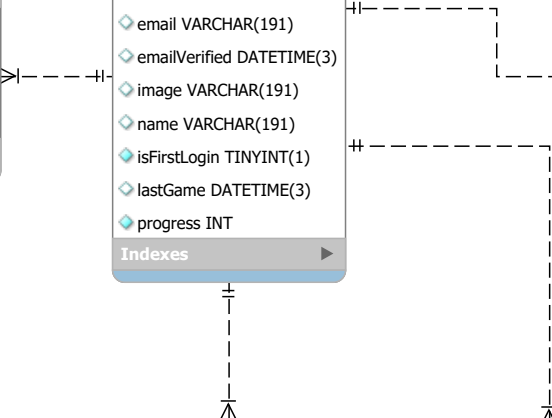 email VARCHAR(191)
emailVerified DATETIME(3)
image VARCHAR(191)
name VARCHAR(191)
isFirstLogin TINYINT(1)
lastGame DATETIME(3)
progress INT
Indexes